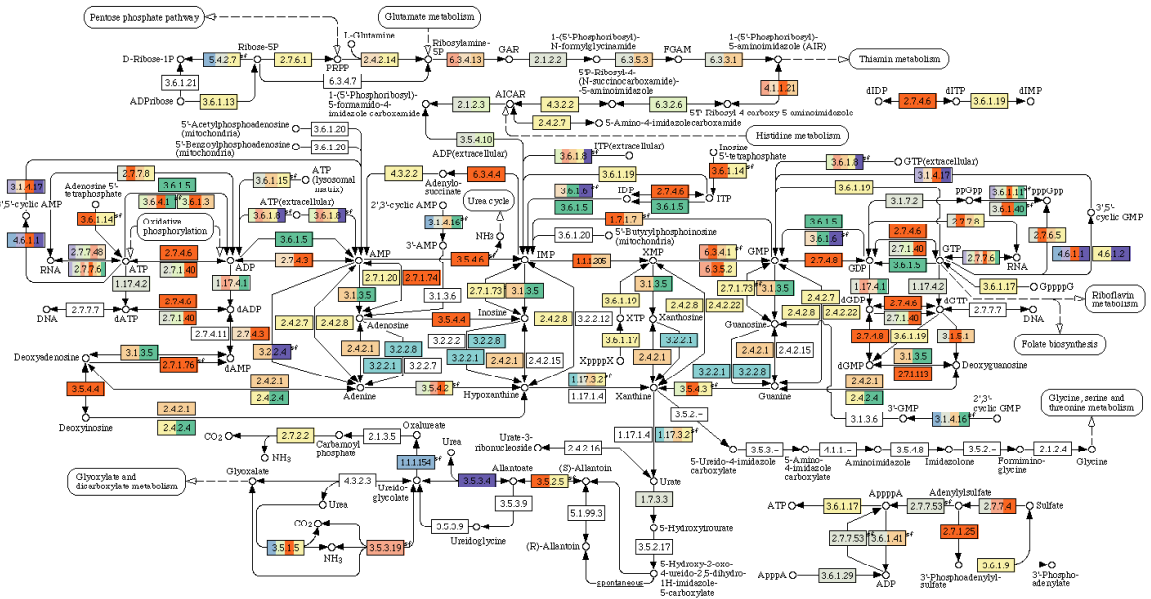 Pentose phosphate pathway
Glutamate metabolism
L-Glutamine
Ribose-5P
Ribosylamine-
5P
1-(5'-Phosphoribosyl)-
N-formylglycinamide
1-(5'-Phosphoribosyl)-
5-aminoimidazole (AIR)
D-Ribose-1P
5.4.2.7
2.7.6.1
PRPP
2.4.2.14
6.3.4.13
GAR
2.1.2.2
6.3.5.3
FGAM
6.3.3.1
Thiamin metabolism
3.6.1.21
6.3.4.7
ADPribose
3.6.1.13
1-(5'-Phosphoribosyl)-
5-formamido-4-
imidazole carboxamide
2.1.2.3
AICAR
4.3.2.2
5'P-Ribosyl-4-
(N-succinocarboxamide)-
5-aminoimidazole
6.3.2.6
4.1.1.21
5'P-Ribosyl 4 carboxy 5 aminoimidazole
2.4.2.7
5-Amino-4-imidazolecarboxamide
Histidine metabolism
dIDP
2.7.4.6
dITP
3.6.1.19
dIMP
5'-Acetylphosphoadenosine
(mitochondria)
3.6.1.20
5'-Benzoylphosphoadenosine
(mitochondria)
3.6.1.20
3.5.4.10
ADP(extracellular)
ITP(extracellular)
3.6.1.8
Inosine
5'-tetraphosphate
3.6.1.14
3.6.1.8
GTP(extracellular)
3.1.4.17
3',5'-cyclic AMP
4.6.1.1
Adenosine 5'-
tetraphosphate
3.6.1.14
2.7.7.8
3.6.1.5
3.6.4.1
3.6.1.3
3.6.1.15
ATP
(lysosomal
matrix)
ATP(extracellular)
3.6.1.8
3.6.1.8
Oxidative
phosphorylation
4.3.2.2
Adenylo-
succinate
6.3.4.4
2',3'-cyclic AMP
3.1.4.16
3'-AMP
3.1.3.6
Urea cycle
NH3
3.6.1.19
3.6.1.6
IDP
2.7.4.6
3.6.1.5
3.6.1.5
ITP
1.7.1.7
3.6.1.20
5'-Butyrylphosphoinosine
(mitochondria)
3.1.4.17
3.6.1.19
3.1.7.2
ppGpp
3.6.1.11
pppGpp
3.6.1.40
2.7.7.8
2.7.6.5
3',5'-
cyclic GMP
4.6.1.1
4.6.1.2
3.6.1.5
3.6.1.6
2.7.4.6
2.7.1.40
3.6.1.5
RNA
2.7.7.48
2.7.7.6
ATP
2.7.4.6
2.7.1.40
ADP
3.6.1.5
2.7.4.3
AMP
3.5.4.6
IMP
1.1.1.205
XMP
6.3.4.1
6.3.5.2
GMP
2.7.4.8
GDP
GTP
2.7.7.6
RNA
3.6.1.17
GppppG
Riboflavin
metabolism
Folate biosynthesis
1.17.4.2
1.17.4.1
DNA
2.7.7.7
dATP
2.7.4.6
2.7.1.40
dADP
2.7.4.11
2.7.4.3
dAMP
2.7.1.20
2.7.1.74
3.1.3.5
2.4.2.7
2.4.2.8
Adenosine
3.5.4.4
3.2.2.4
2.4.2.1
3.2.2.8
3.2.2.1
3.2.2.7
Adenine
2.7.1.73
3.1.3.5
Inosine
2.4.2.8
3.2.2.12
3.2.2.2
3.2.2.8
3.2.2.1
2.4.2.1
2.4.2.15
Hypoxanthine
3.5.4.2
3.6.1.19
XTP
3.6.1.17
XppppX
3.1.3.5
Xanthosine
2.4.2.8
2.4.2.22
3.2.2.1
2.4.2.1
1.17.3.2
1.17.1.4
Xanthine
3.5.4.3
2.7.1.73
3.1.3.5
Guanosine
2.4.2.7
2.4.2.8
2.4.2.22
2.4.2.1
2.4.2.15
3.2.2.1
3.2.2.8
Guanine
1.17.4.1
1.17.4.2
dGDP
2.7.4.6
2.7.1.40
dGTP
2.7.7.7
DNA
2.7.4.8
3.6.1.19
3.1.5.1
3.1.3.5
dGMP
2.7.1.113
Deoxyguanosine
2.4.2.1
2.4.2.4
Deoxyadenosine
3.1.3.5
2.7.1.76
3.5.4.4
2.4.2.1
2.4.2.4
Deoxyinosine
2.4.2.1
2.4.2.4
3.1.3.6
3'-GMP
3.1.4.16
2',3'-
cyclic GMP
Glycine, serine and
threonine metabolism
3.5.2.-
5-Ureido-4-imidazole
carboxylate
3.5.3.-
5-Amino-
4-imidazole
carboxylate
4.1.1.-
Aminoimidazole
3.5.4.8
Imidazolone
3.5.2.-
Formimino-
glycine
2.1.2.4
Glycine
1.17.1.4
1.17.3.2
Urate-3-
ribonucleoside
2.4.2.16
Urate
1.7.3.3
5-Hydroxyisourate
3.5.2.17
5-Hydroxy-2-oxo-
4-ureido-2,5-dihydro-
1H-imidazole-
5-carboxylate
spontaneous
CO2
NH3
2.7.2.2
Carbamoyl
phosphate
2.1.3.5
Oxalurate
1.1.1.154
Urea
Glyoxylate and
dicarboxylate metabolism
Glyoxalate
4.3.2.3
Ureido-
glycolate
3.5.3.4
Allantoate
3.5.2.5
(S)-Allantoin
Urea
CO2
3.5.1.5
NH3
3.5.3.19
3.5.3.9
3.5.3.9
Ureidoglycine
5.1.99.3
(R)-Allantoin
ATP
3.6.1.17
AppppA
2.7.7.53
Adenylylsulfate
2.7.7.4
Sulfate
2.7.7.53
3.6.1.41
2.7.1.25
3.6.1.9
ApppA
3.6.1.29
ADP
3'-Phosphoadenylyl-
sulfate
3'-Phospho-
adenylate